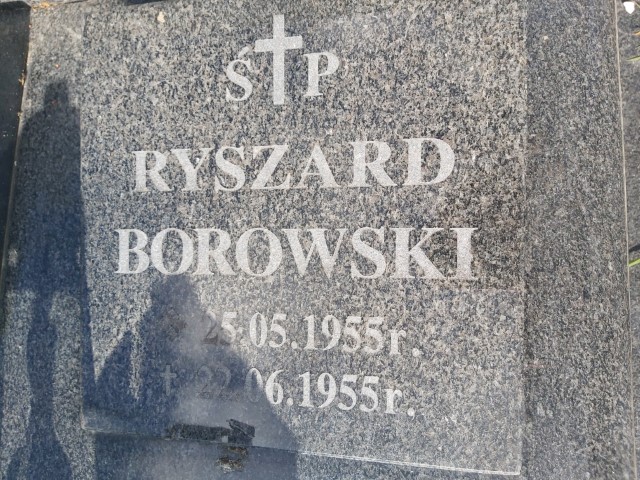 Ś † P
RYSZARD
BOROWSKI
* 25.05.1955r.
† 22.06.1955r.